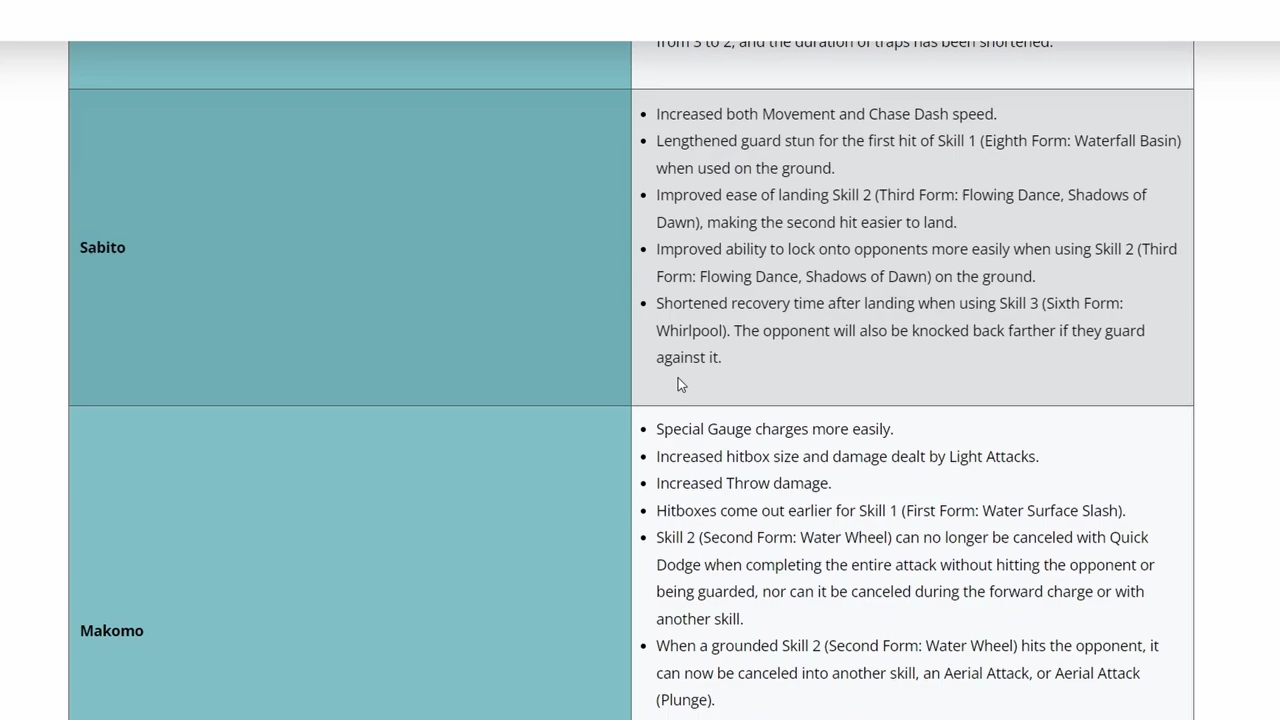 from 3 to 2, and the duration of traps has been shortened.
Sabito
• Increased both Movement and Chase Dash speed.
• Lengthened guard stun for the first hit of Skill 1 (Eighth Form: Waterfall Basin)
when used on the ground.
• Improved ease of landing Skill 2 (Third Form: Flowing Dance, Shadows of
Dawn), making the second hit easier to land.
• Improved ability to lock onto opponents more easily when using Skill 2 (Third
Form: Flowing Dance, Shadows of Dawn) on the ground.
• Shortened recovery time after landing when using Skill 3 (Sixth Form:
Whirlpool). The opponent will also be knocked back farther if they guard
against it.
Makomo
• Special Gauge charges more easily.
• Increased hitbox size and damage dealt by Light Attacks.
• Increased Throw damage.
• Hitboxes come out earlier for Skill 1 (First Form: Water Surface Slash).
• Skill 2 (Second Form: Water Wheel) can no longer be canceled with Quick
Dodge when completing the entire attack without hitting the opponent or
being guarded, nor can it be canceled during the forward charge or with
another skill.
• When a grounded Skill 2 (Second Form: Water Wheel) hits the opponent, it
can now be canceled into another skill, an Aerial Attack, or Aerial Attack
(Plunge).